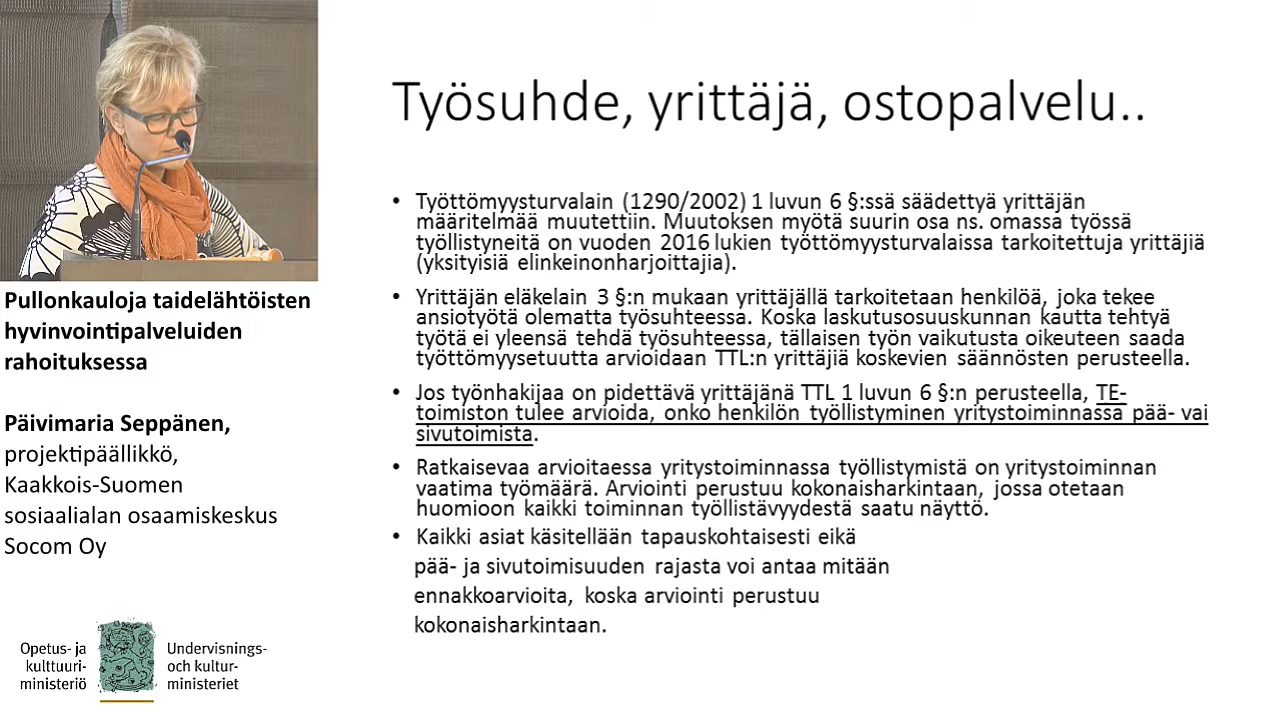 Työsuhde, yrittäjä, ostopalvelu..
• Työttömyysturvalain (1290/2002) 1 luvun 6 §:ssä säädettyä yrittäjän
määritelmää muutettiin. Muutoksen myötä suurin osa ns. omassa työssä
työllistyneitä on vuoden 2016 lukien työttömyysturvalaissa tarkoitettuja yrittäjiä
(yksityisiä elinkeinonharjoittajia).
• Yrittäjän eläkelain 3 §:n mukaan yrittäjällä tarkoitetaan henkilöä, joka tekee
ansiotyötä olematta työsuhteessa. Koska laskutusosuuskunnan kautta tehtyä
työtä ei yleensä tehdä työsuhteessa, tällaisen työn vaikutusta oikeuteen saada
työttömyysetuutta arvioidaan TTL:n yrittäjiä koskevien säännösten perusteella.
• Jos työnhakijaa on pidettävä yrittäjänä TTL 1 luvun 6 §:n perusteella, TE-
toimiston tulee arvioida, onko henkilön työllistyminen yritystoiminnassa pää- vai
sivutoimista.
• Ratkaisevaa arvioitaessa yritystoiminnassa työllistymistä on yritystoiminnan
vaatima työmäärä. Arviointi perustuu kokonaisharkintaan, jossa otetaan
huomioon kaikki toiminnan työllistävyydestä saatu näyttö.
• Kaikki asiat käsitellään tapauskohtaisesti eikä
pää- ja sivutoimisuuden rajasta voi antaa mitään
ennakkoarvioita, koska arviointi perustuu
kokonaisharkintaan.
Pullonkauloja taidelähtöisten
hyvinvointipalveluiden
rahoituksessa
Päivimaria Seppänen,
projektipäällikkö,
Kaakkois-Suomen
sosiaalialan osaamiskeskus
Socom Oy
Opetus- ja
kulttuuri-
ministeriö
Undervisnings-
och kultur-
ministeriet